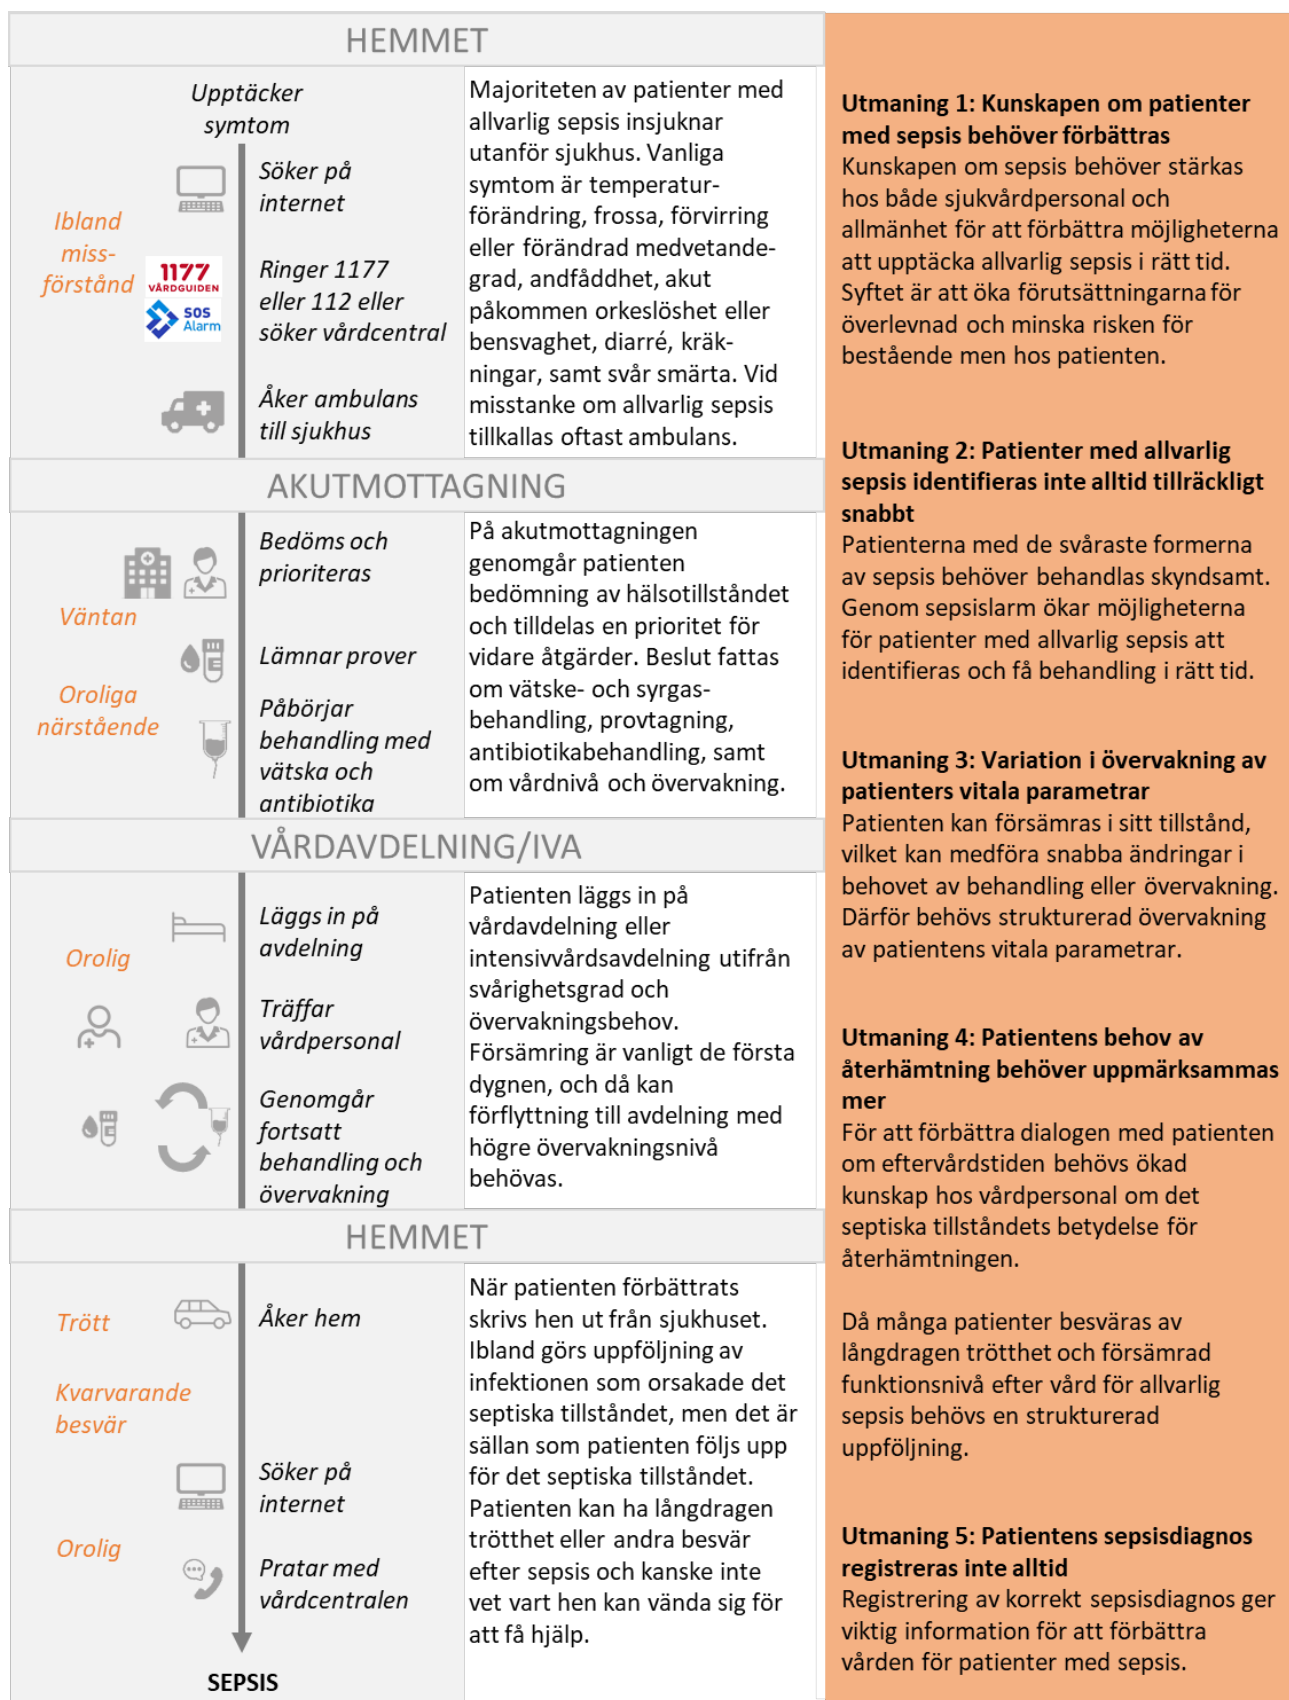 HEMMET
Upptäcker
symtom
Söker på
internet
Ibland
miss-
förstånd
1177
VÅRDGUIDEN
SOS
Alarm
Ringer 1177
eller 112 eller
söker vårdcentral
Åker ambulans
till sjukhus
Majoriteten av patienter med
allvarlig sepsis insjuknar
utanför sjukhus. Vanliga
symtom är temperatur-
förändring, frossa, förvirring
eller förändrad medvetande-
grad, andfåddhet, akut
påkommen orkeslöshet eller
bensvaghet, diarré, kräk-
ningar, samt svår smärta. Vid
misstanke om allvarlig sepsis
tillkallas oftast ambulans.
AKUTMOTTAGNING
Bedöms och
prioriteras
Väntan
Lämnar prover
Oroliga
närstående
Påbörjar
behandling med
vätska och
antibiotika
På akutmottagningen
genomgår patienten
bedömning av hälsotillståndet
och tilldelas en prioritet för
vidare åtgärder. Beslut fattas
om vätske- och syrgas-
behandling, provtagning,
antibiotikabehandling, samt
om vårdnivå och övervakning.
VÅRDAVDELNING/IVA
Läggs in på
avdelning
Orolig
Träffar
vårdpersonal
Genomgår
fortsatt
behandling och
övervakning
Patienten läggs in på
vårdavdelning eller
intensivvårdsavdelning utifrån
svårighetsgrad och
övervakningsbehov.
Försämring är vanligt de första
dygnen, och då kan
förflyttning till avdelning med
högre övervakningsnivå
behövas.
HEMMET
Trött
Åker hem
Kvarvarande
besvär
Söker på
internet
Orolig
Pratar med
vårdcentralen
SEPSIS
När patienten förbättrats
skrivs hen ut från sjukhuset.
Ibland görs uppföljning av
infektionen som orsakade det
septiska tillståndet, men det är
sällan som patienten följs upp
för det septiska tillståndet.
Patienten kan ha långdragen
trötthet eller andra besvär
efter sepsis och kanske inte
vet vart hen kan vända sig för
att få hjälp.
Utmaning 1: Kunskapen om patienter
med sepsis behöver förbättras
Kunskapen om sepsis behöver stärkas
hos både sjukvårdpersonal och
allmänhet för att förbättra möjligheterna
att upptäcka allvarlig sepsis i rätt tid.
Syftet är att öka förutsättningarna för
överlevnad och minska risken för
bestående men hos patienten.
Utmaning 2: Patienter med allvarlig
sepsis identifieras inte alltid tillräckligt
snabbt
Patienterna med de svåraste formerna
av sepsis behöver behandlas skyndsamt.
Genom sepsislarm ökar möjligheterna
för patienter med allvarlig sepsis att
identifieras och få behandling i rätt tid.
Utmaning 3: Variation i övervakning av
patienters vitala parametrar
Patienten kan försämras i sitt tillstånd,
vilket kan medföra snabba ändringar i
behovet av behandling eller övervakning.
Därför behövs strukturerad övervakning
av patientens vitala parametrar.
Utmaning 4: Patientens behov av
återhämtning behöver uppmärksammas
mer
För att förbättra dialogen med patienten
om eftervårdstiden behövs ökad
kunskap hos vårdpersonal om det
septiska tillståndets betydelse för
återhämtningen.
Då många patienter besväras av
långdragen trötthet och försämrad
funktionsnivå efter vård för allvarlig
sepsis behövs en strukturerad
uppföljning.
Utmaning 5: Patientens sepsisdiagnos
registreras inte alltid
Registrering av korrekt sepsisdiagnos ger
viktig information för att förbättra
vården för patienter med sepsis.